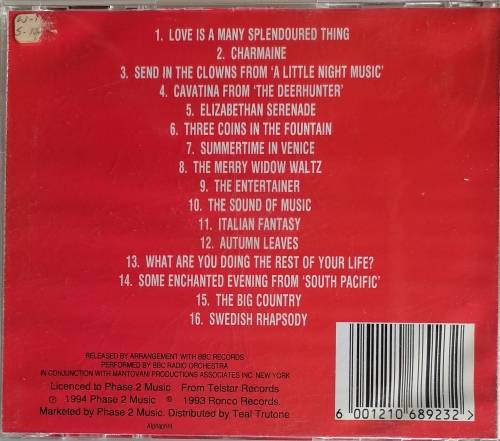 1. LOVE IS A MANY SPLENDOURED THING
2. CHARMAINE
3. SEND IN THE CLOWNS FROM 'A LITTLE NIGHT MUSIC'
4. CAVATINA FROM 'THE DEERHUNTER'
5. ELIZABETHAN SERENADE
6. THREE COINS IN THE FOUNTAIN
7. SUMMERTIME IN VENICE
8. THE MERRY WIDOW WALTZ
9. THE ENTERTAINER
10. THE SOUND OF MUSIC
11. ITALIAN FANTASY
12. AUTUMN LEAVES
13. WHAT ARE YOU DOING THE REST OF YOUR LIFE?
14. SOME ENCHANTED EVENING FROM 'SOUTH PACIFIC'
15. THE BIG COUNTRY
16. SWEDISH RHAPSODY
RELEASED BY ARRANGEMENT WITH BBC RECORDS
PERFORMED BY BBC RADIO ORCHESTRA
IN CONJUNCTION WITH MANTOVANI PRODUCTIONS ASSOCIATES INC. NEW YORK
Licenced to Phase 2 Music From Telstar Records
℗ 1994 Phase 2 Music © 1993 Ronco Records.
Marketed by Phase 2 Music. Distributed by Teal Trutone
Alphaprint
6 001210 689232 >